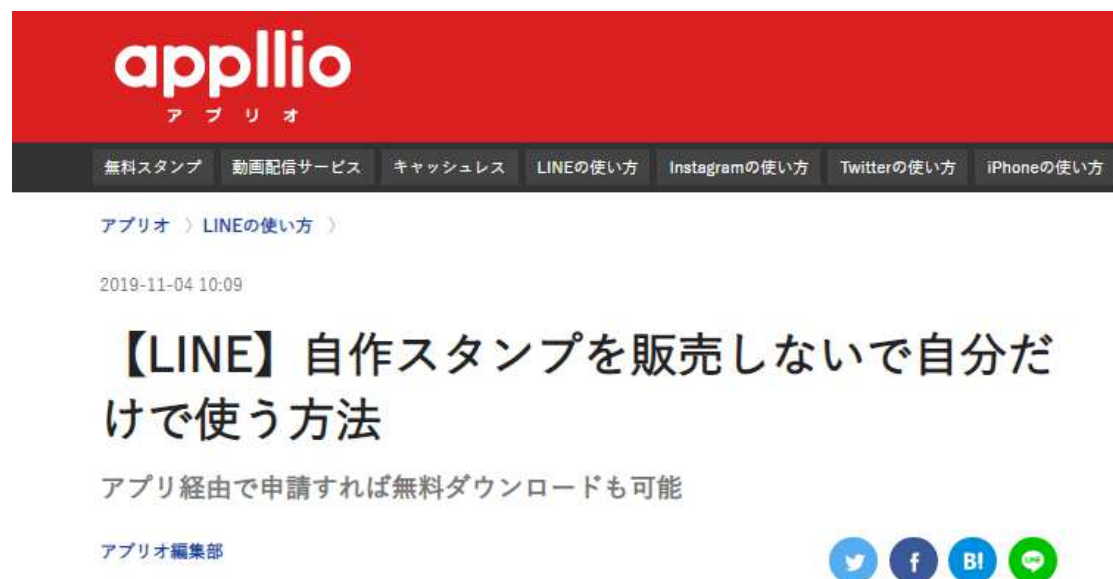 appllio
アプリオ
無料スタンプ 動画配信サービス キャッシュレス LINEの使い方 Instagramの使い方 Twitterの使い方 iPhoneの使い方
アプリオ 〉LINEの使い方 〉
2019-11-04 10:09
【LINE】自作スタンプを販売しないで自分だ
けで使う方法
アプリ経由で申請すれば無料ダウンロードも可能
アプリオ編集部
f B! LINE